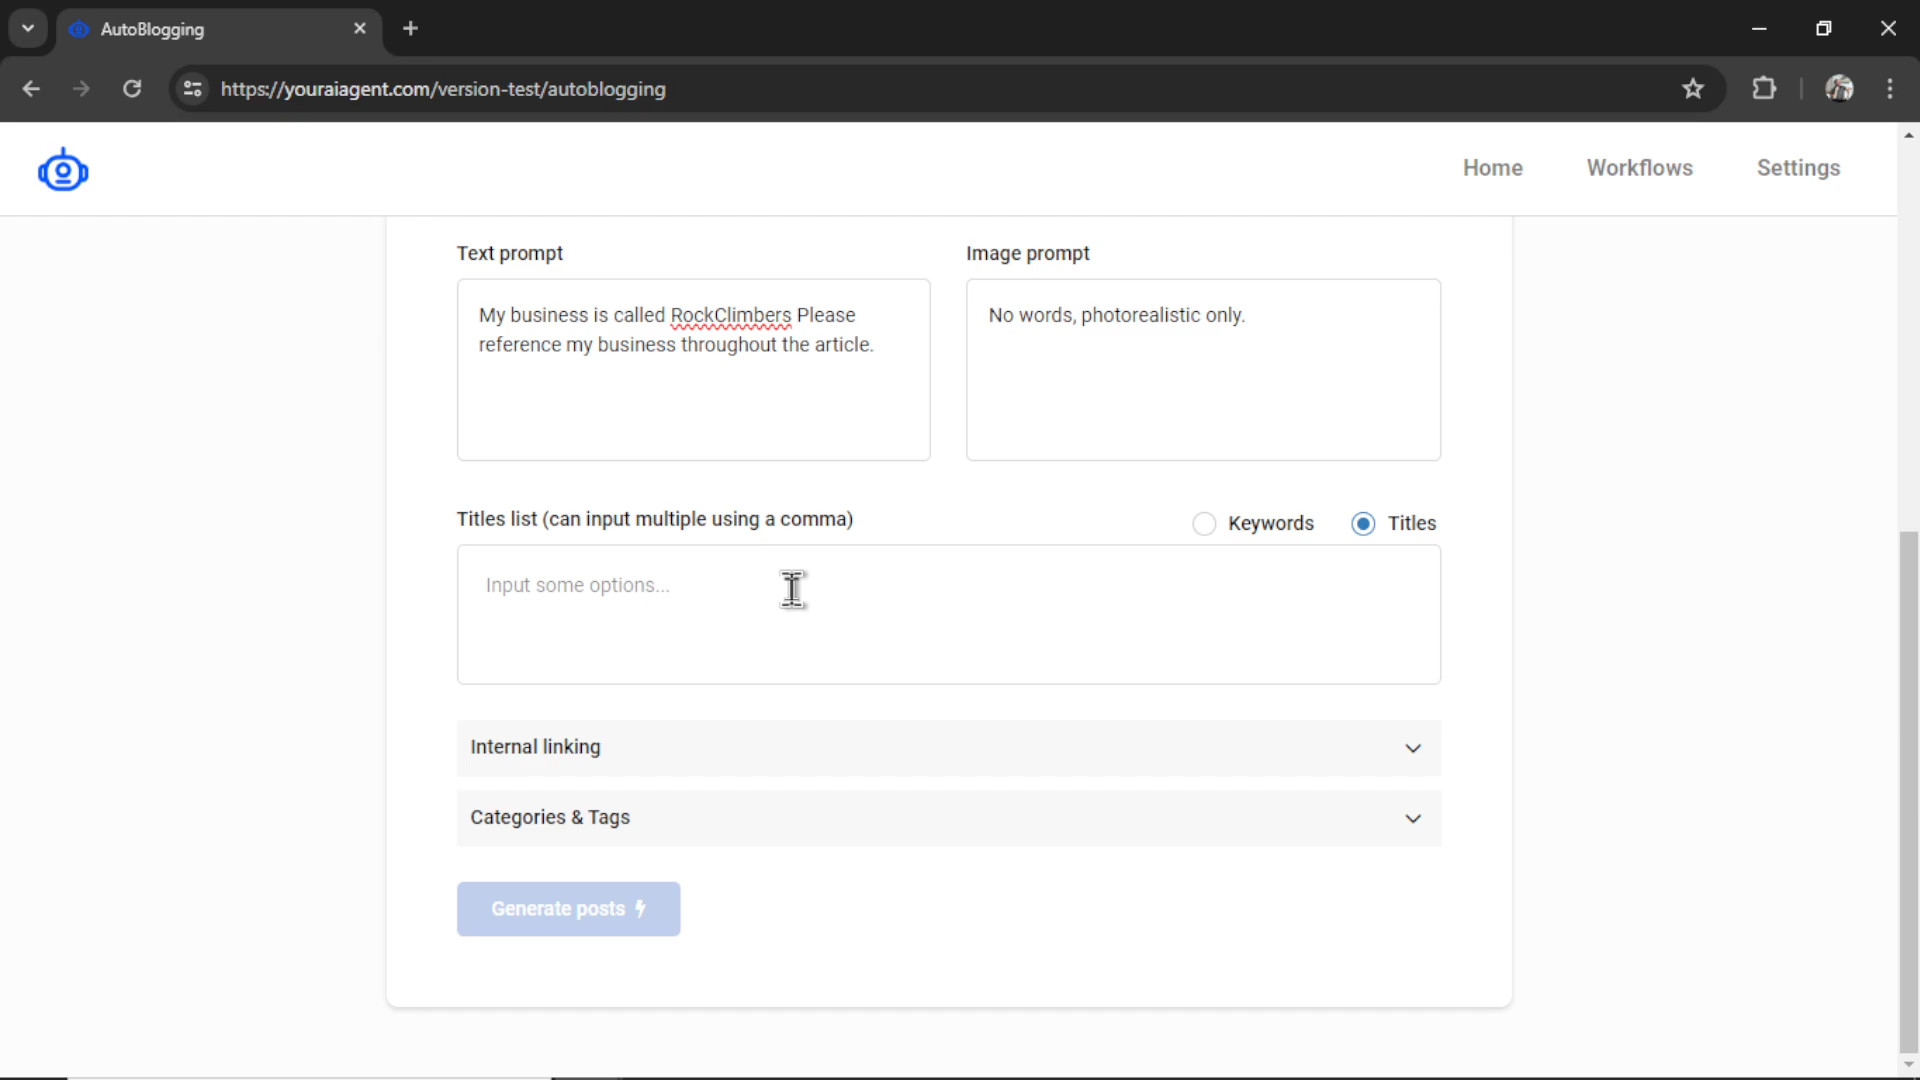 AutoBlogging
https://youraiagent.com/version-test/autoblogging
Home Workflows Settings
Text prompt Image prompt
My business is called RockClimbers Please
reference my business throughout the article.
No words, photorealistic only.
Titles list (can input multiple using a comma) Keywords Titles
Input some options...
Internal linking
Categories & Tags
Generate posts